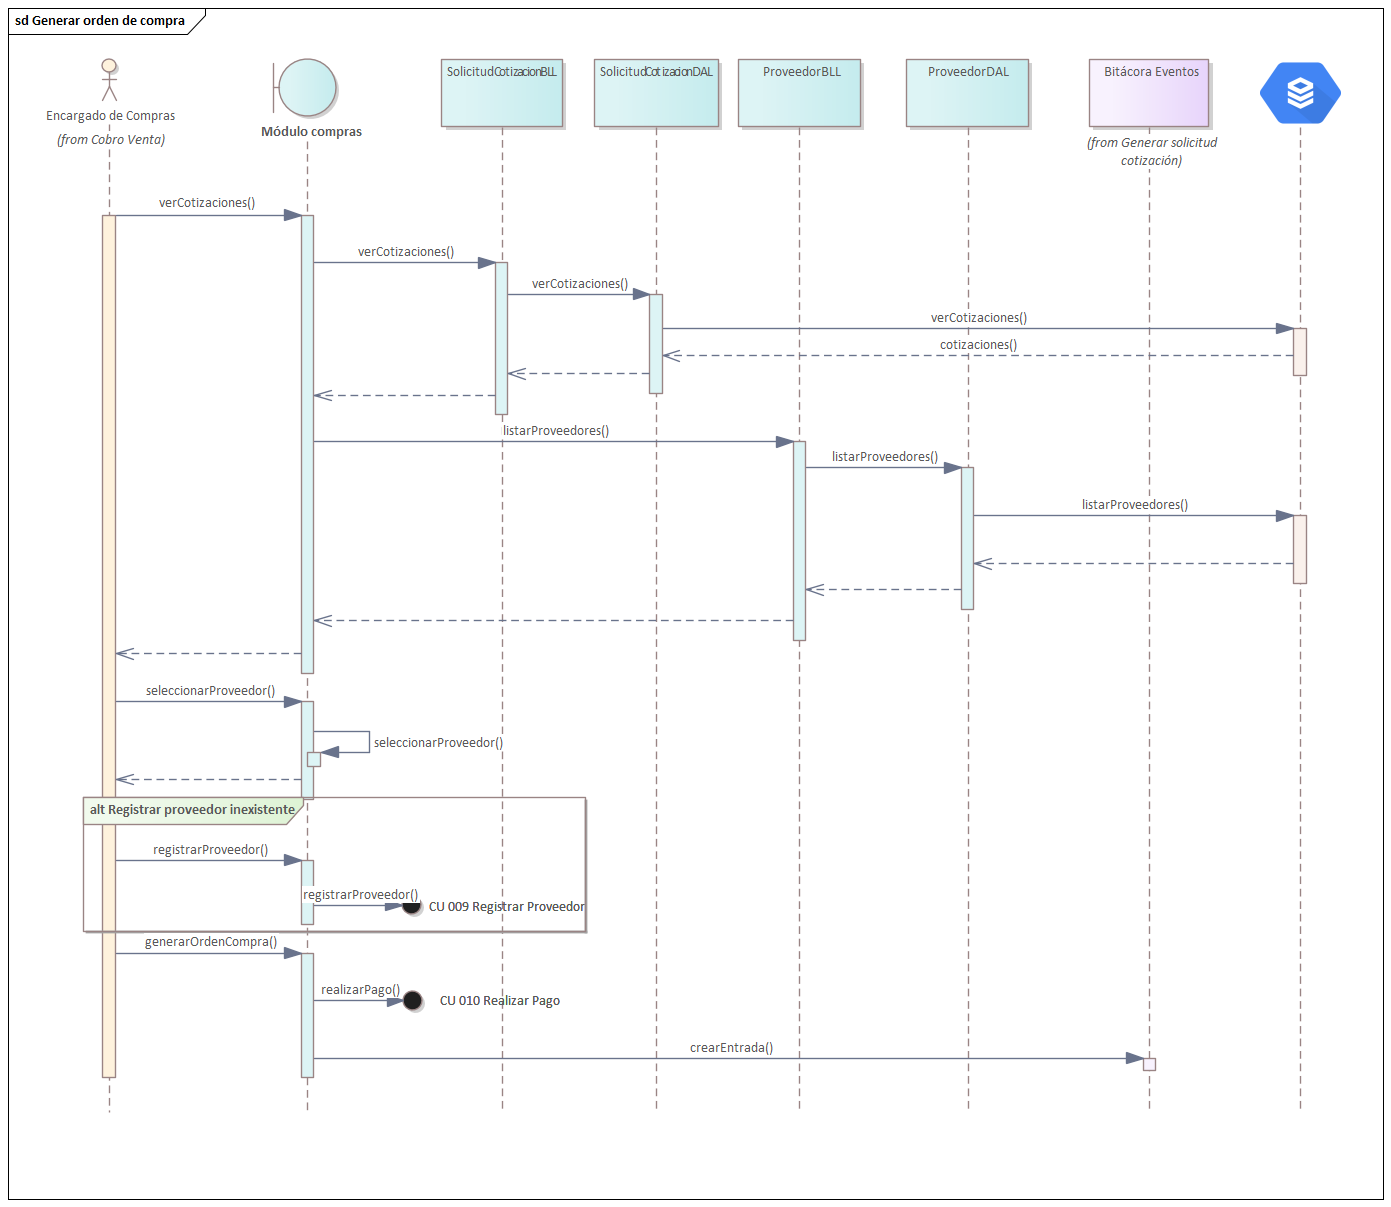 sd Generar orden de compra
Encargado de Compras
(from Cobro Venta)
Módulo compras
SolicitudCotizacionBLL
SolicitudCotizacionDAL
ProveedorBLL
ProveedorDAL
Bitácora Eventos
(from Generar solicitud
cotización)
verCotizaciones()
verCotizaciones()
verCotizaciones()
verCotizaciones()
cotizaciones()
listarProveedores()
listarProveedores()
listarProveedores()
seleccionarProveedor()
seleccionarProveedor()
alt Registrar proveedor inexistente
registrarProveedor()
registrarProveedor()
CU 009 Registrar Proveedor
generarOrdenCompra()
realizarPago()
CU 010 Realizar Pago
crearEntrada()